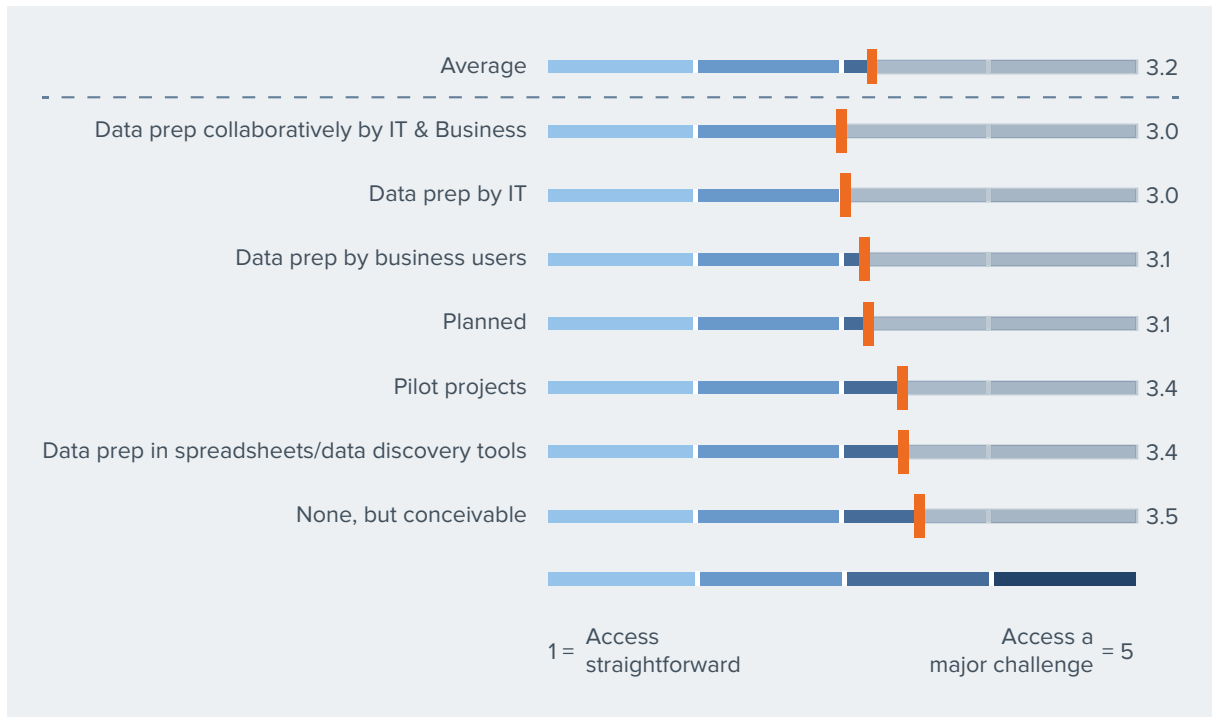 Average 3.2
Data prep collaboratively by IT & Business 3.0
Data prep by IT 3.0
Data prep by business users 3.1
Planned 3.1
Pilot projects 3.4
Data prep in spreadsheets/data discovery tools 3.4
None, but conceivable 3.5
1 = Access straightforward
Access a major challenge = 5